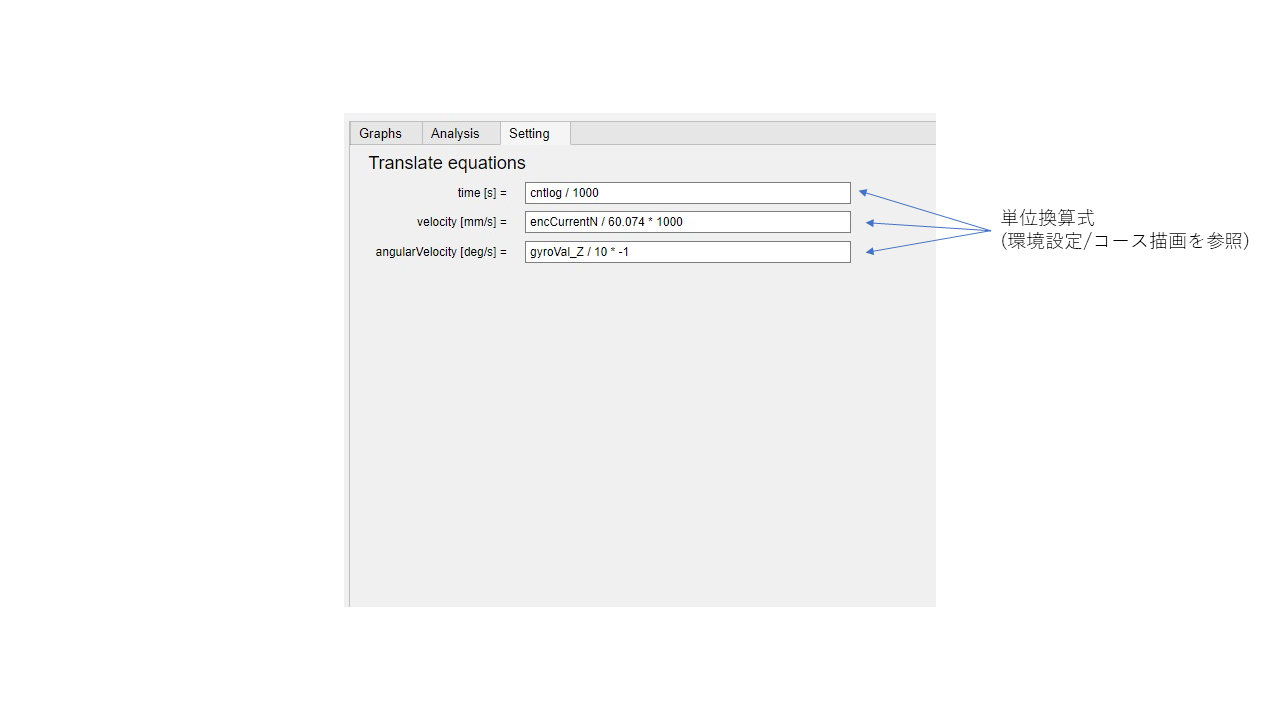 Graphs Analysis Setting
Translate equations
time [s] = cntlog / 1000
velocity [mm/s] = encCurrentN / 60.074 * 1000
angularVelocity [deg/s] = gyroVal_Z / 10 * -1
単位換算式
(環境設定/コース描画を参照)